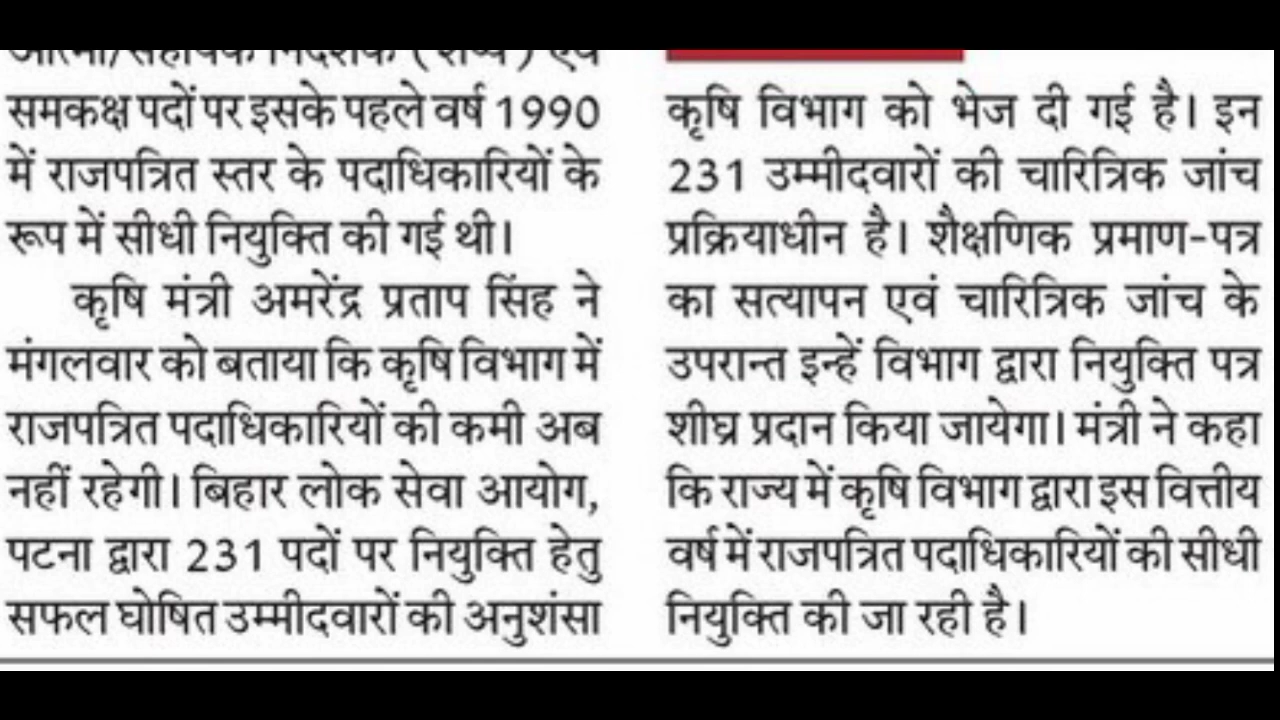 समकक्ष पदों पर इसके पहले वर्ष 1990
में राजपत्रित स्तर के पदाधिकारियों के
रूप में सीधी नियुक्ति की गई थी।
कृषि मंत्री अमरेंद्र प्रताप सिंह ने
मंगलवार को बताया कि कृषि विभाग में
राजपत्रित पदाधिकारियों की कमी अब
नहीं रहेगी। बिहार लोक सेवा आयोग,
पटना द्वारा 231 पदों पर नियुक्ति हेतु
सफल घोषित उम्मीदवारों की अनुशंसा
कृषि विभाग को भेज दी गई है। इन
231 उम्मीदवारों की चारित्रिक जांच
प्रक्रियाधीन है। शैक्षणिक प्रमाण-पत्र
का सत्यापन एवं चारित्रिक जांच के
उपरान्त इन्हें विभाग द्वारा नियुक्ति पत्र
शीघ्र प्रदान किया जायेगा। मंत्री ने कहा
कि राज्य में कृषि विभाग द्वारा इस वित्तीय
वर्ष में राजपत्रित पदाधिकारियों की सीधी
नियुक्ति की जा रही है।